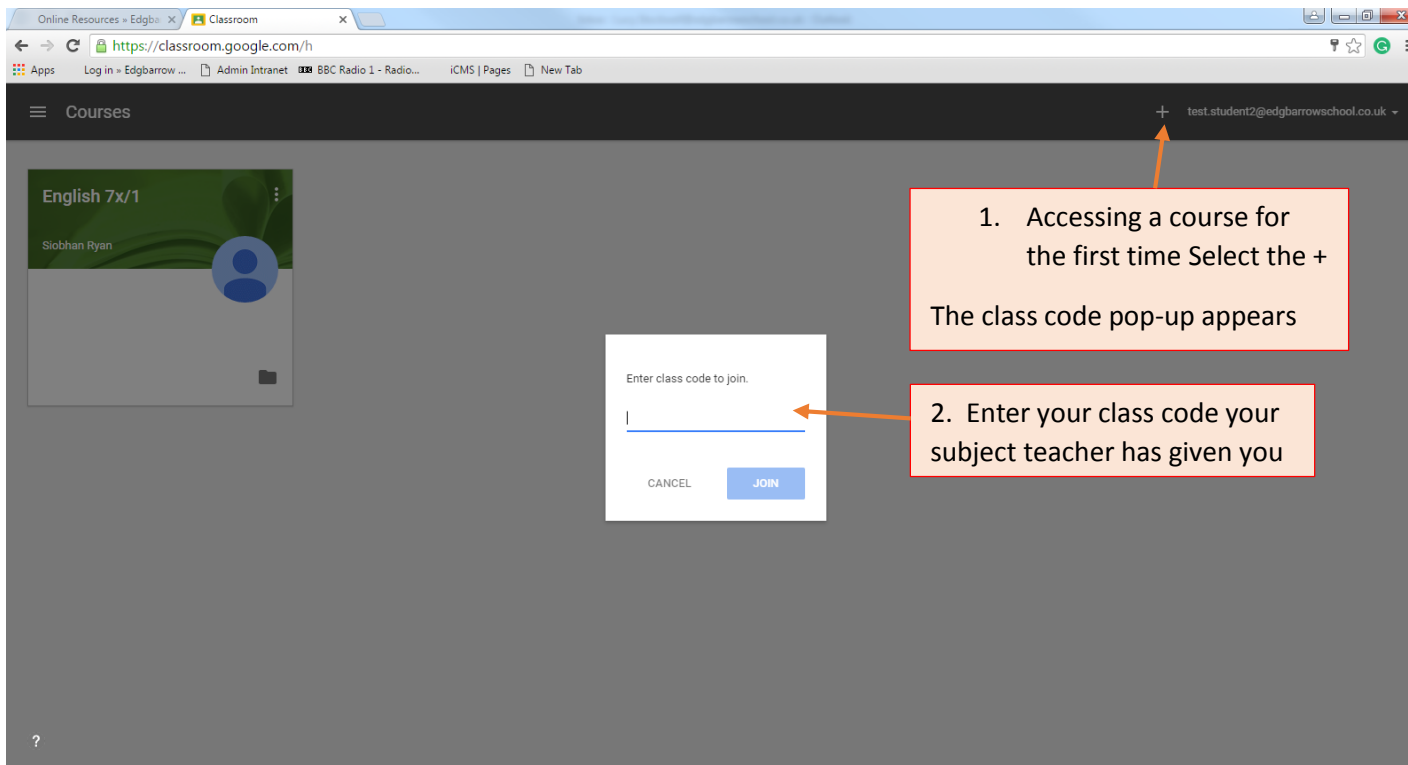 Online Resources » Edgba
Classroom
https://classroom.google.com/h
Apps Log in » Edgbarrow ... Admin Intranet BBC Radio 1 - Radio... iCMS | Pages New Tab
Courses
+ test.student2@edgbarrowschool.co.uk
English 7x/1
Siobhan Ryan
1. Accessing a course for
the first time Select the +
The class code pop-up appears
Enter class code to join.
2. Enter your class code your
subject teacher has given you
CANCEL JOIN
?